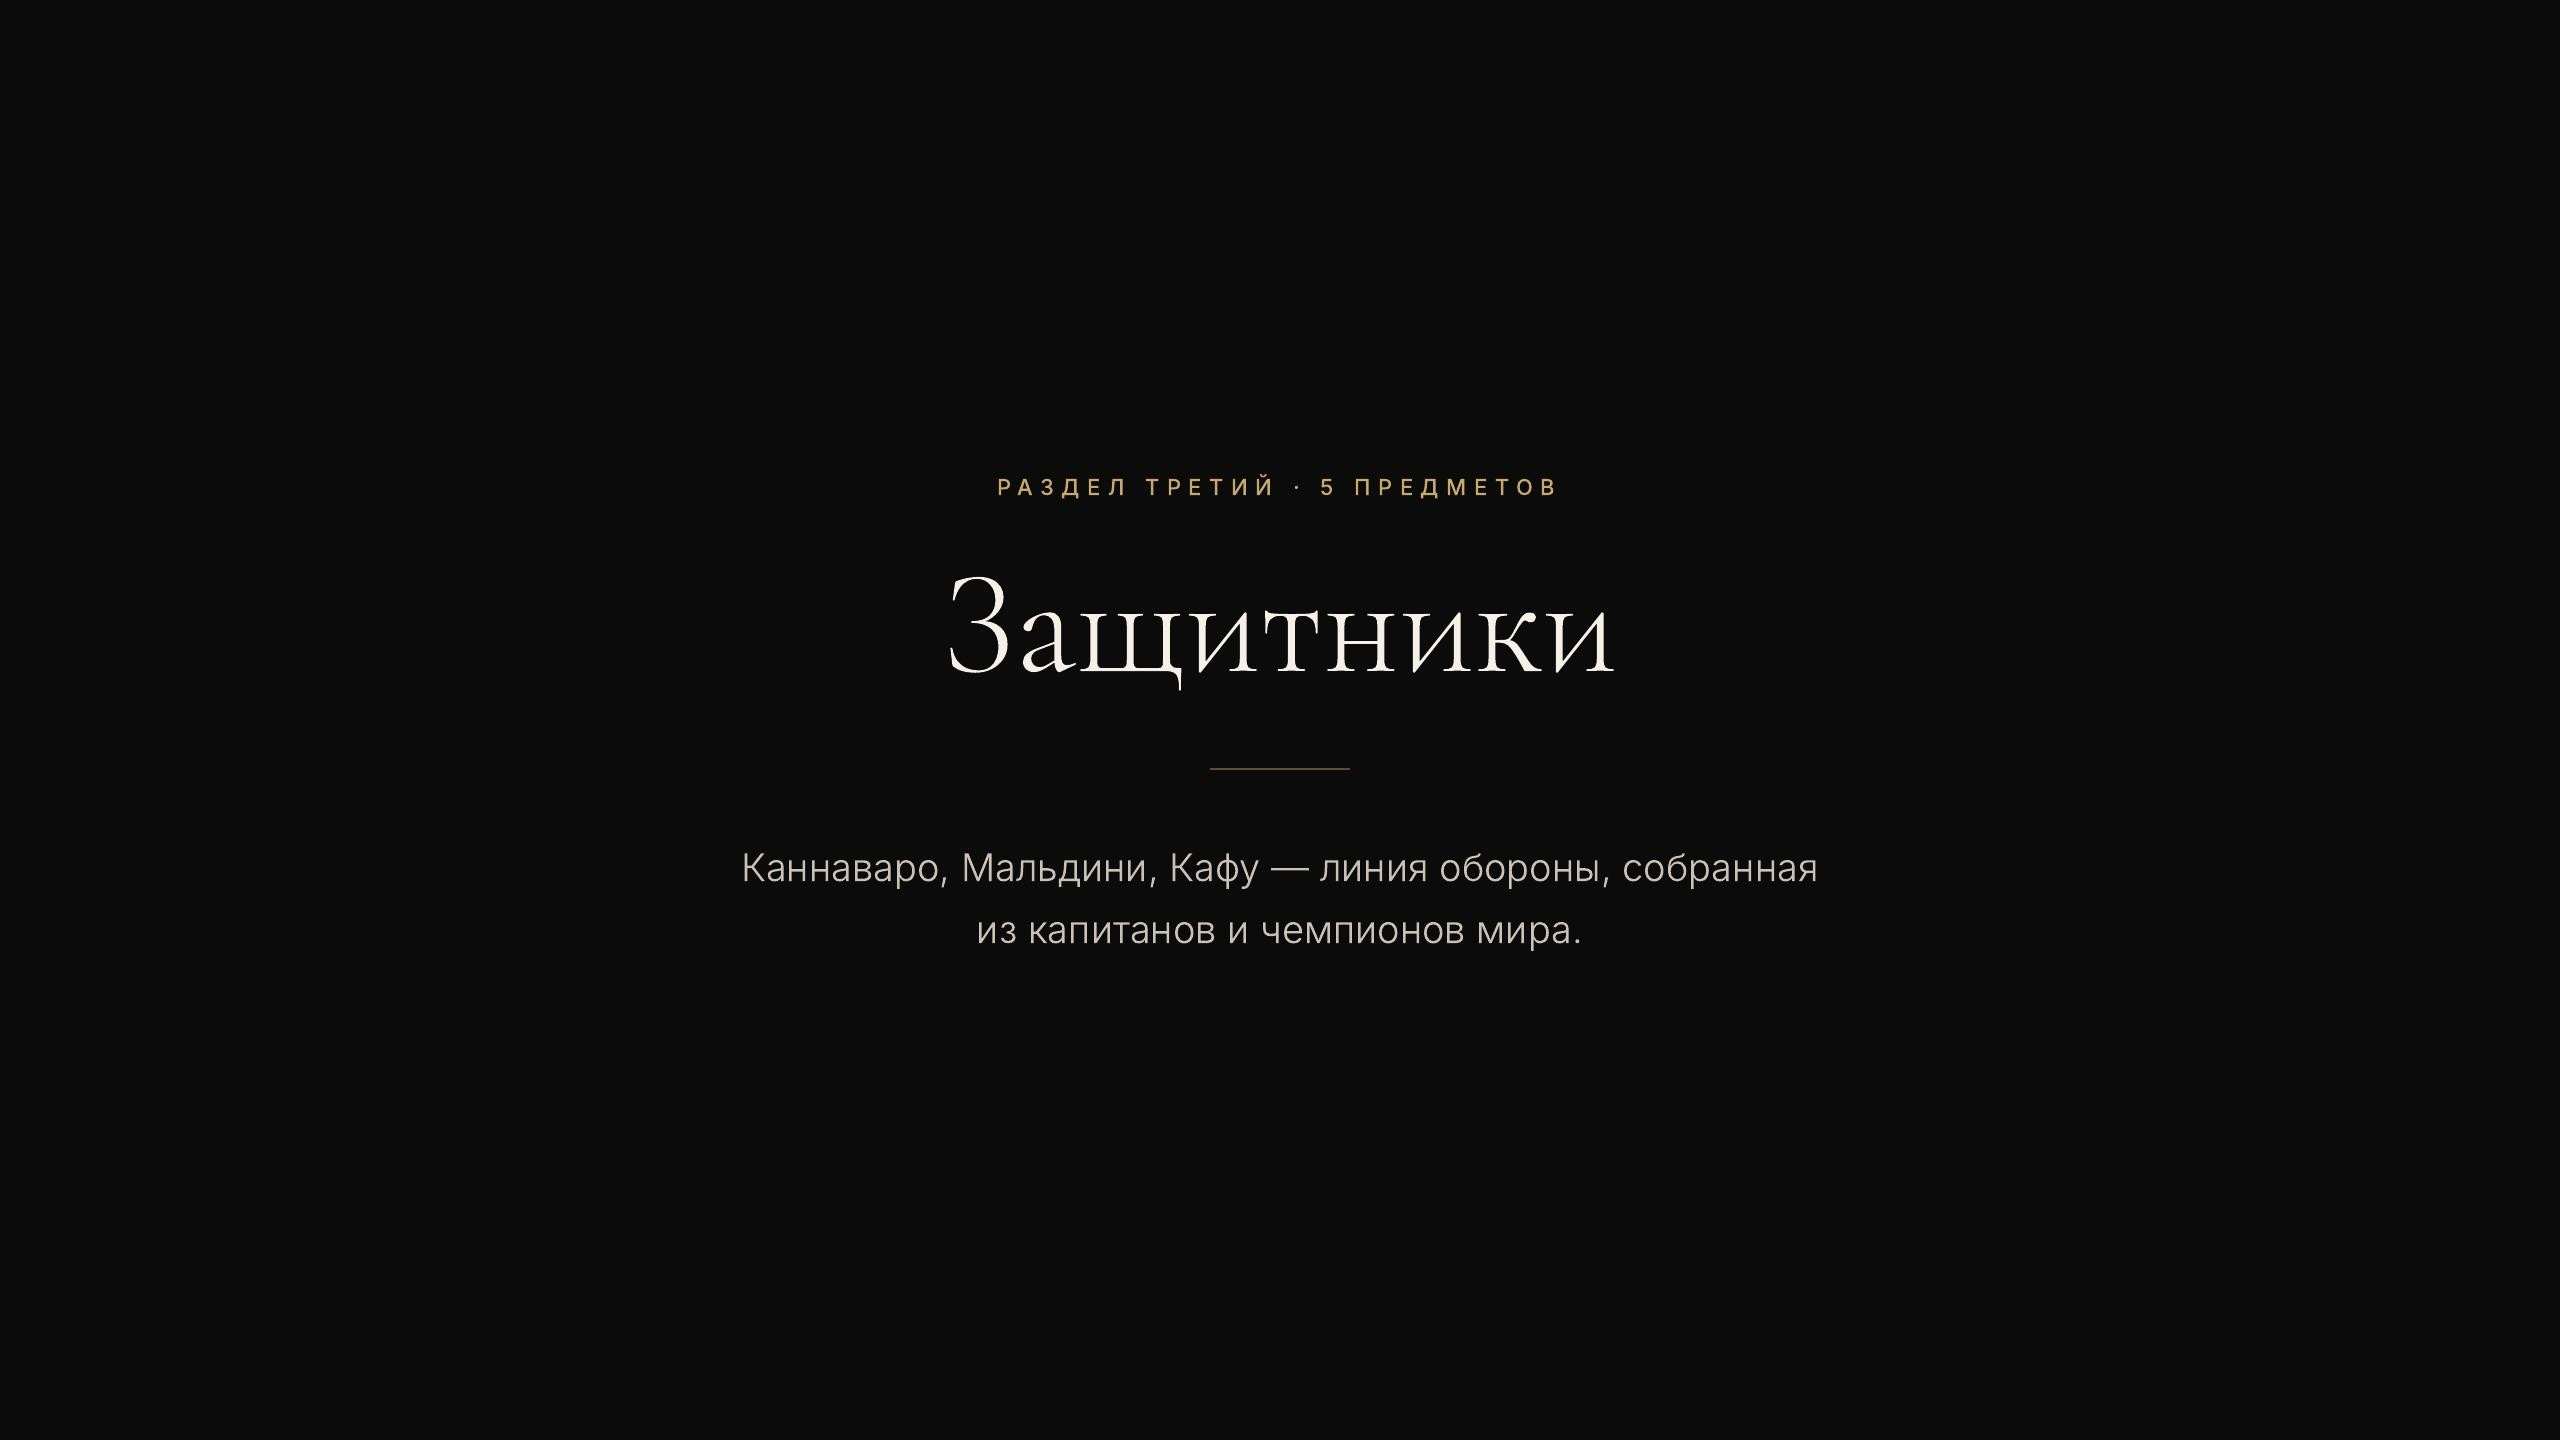 РАЗДЕЛ ТРЕТИЙ · 5 ПРЕДМЕТОВ
Защитники
Каннаваро, Мальдини, Кафу — линия обороны, собранная
из капитанов и чемпионов мира.